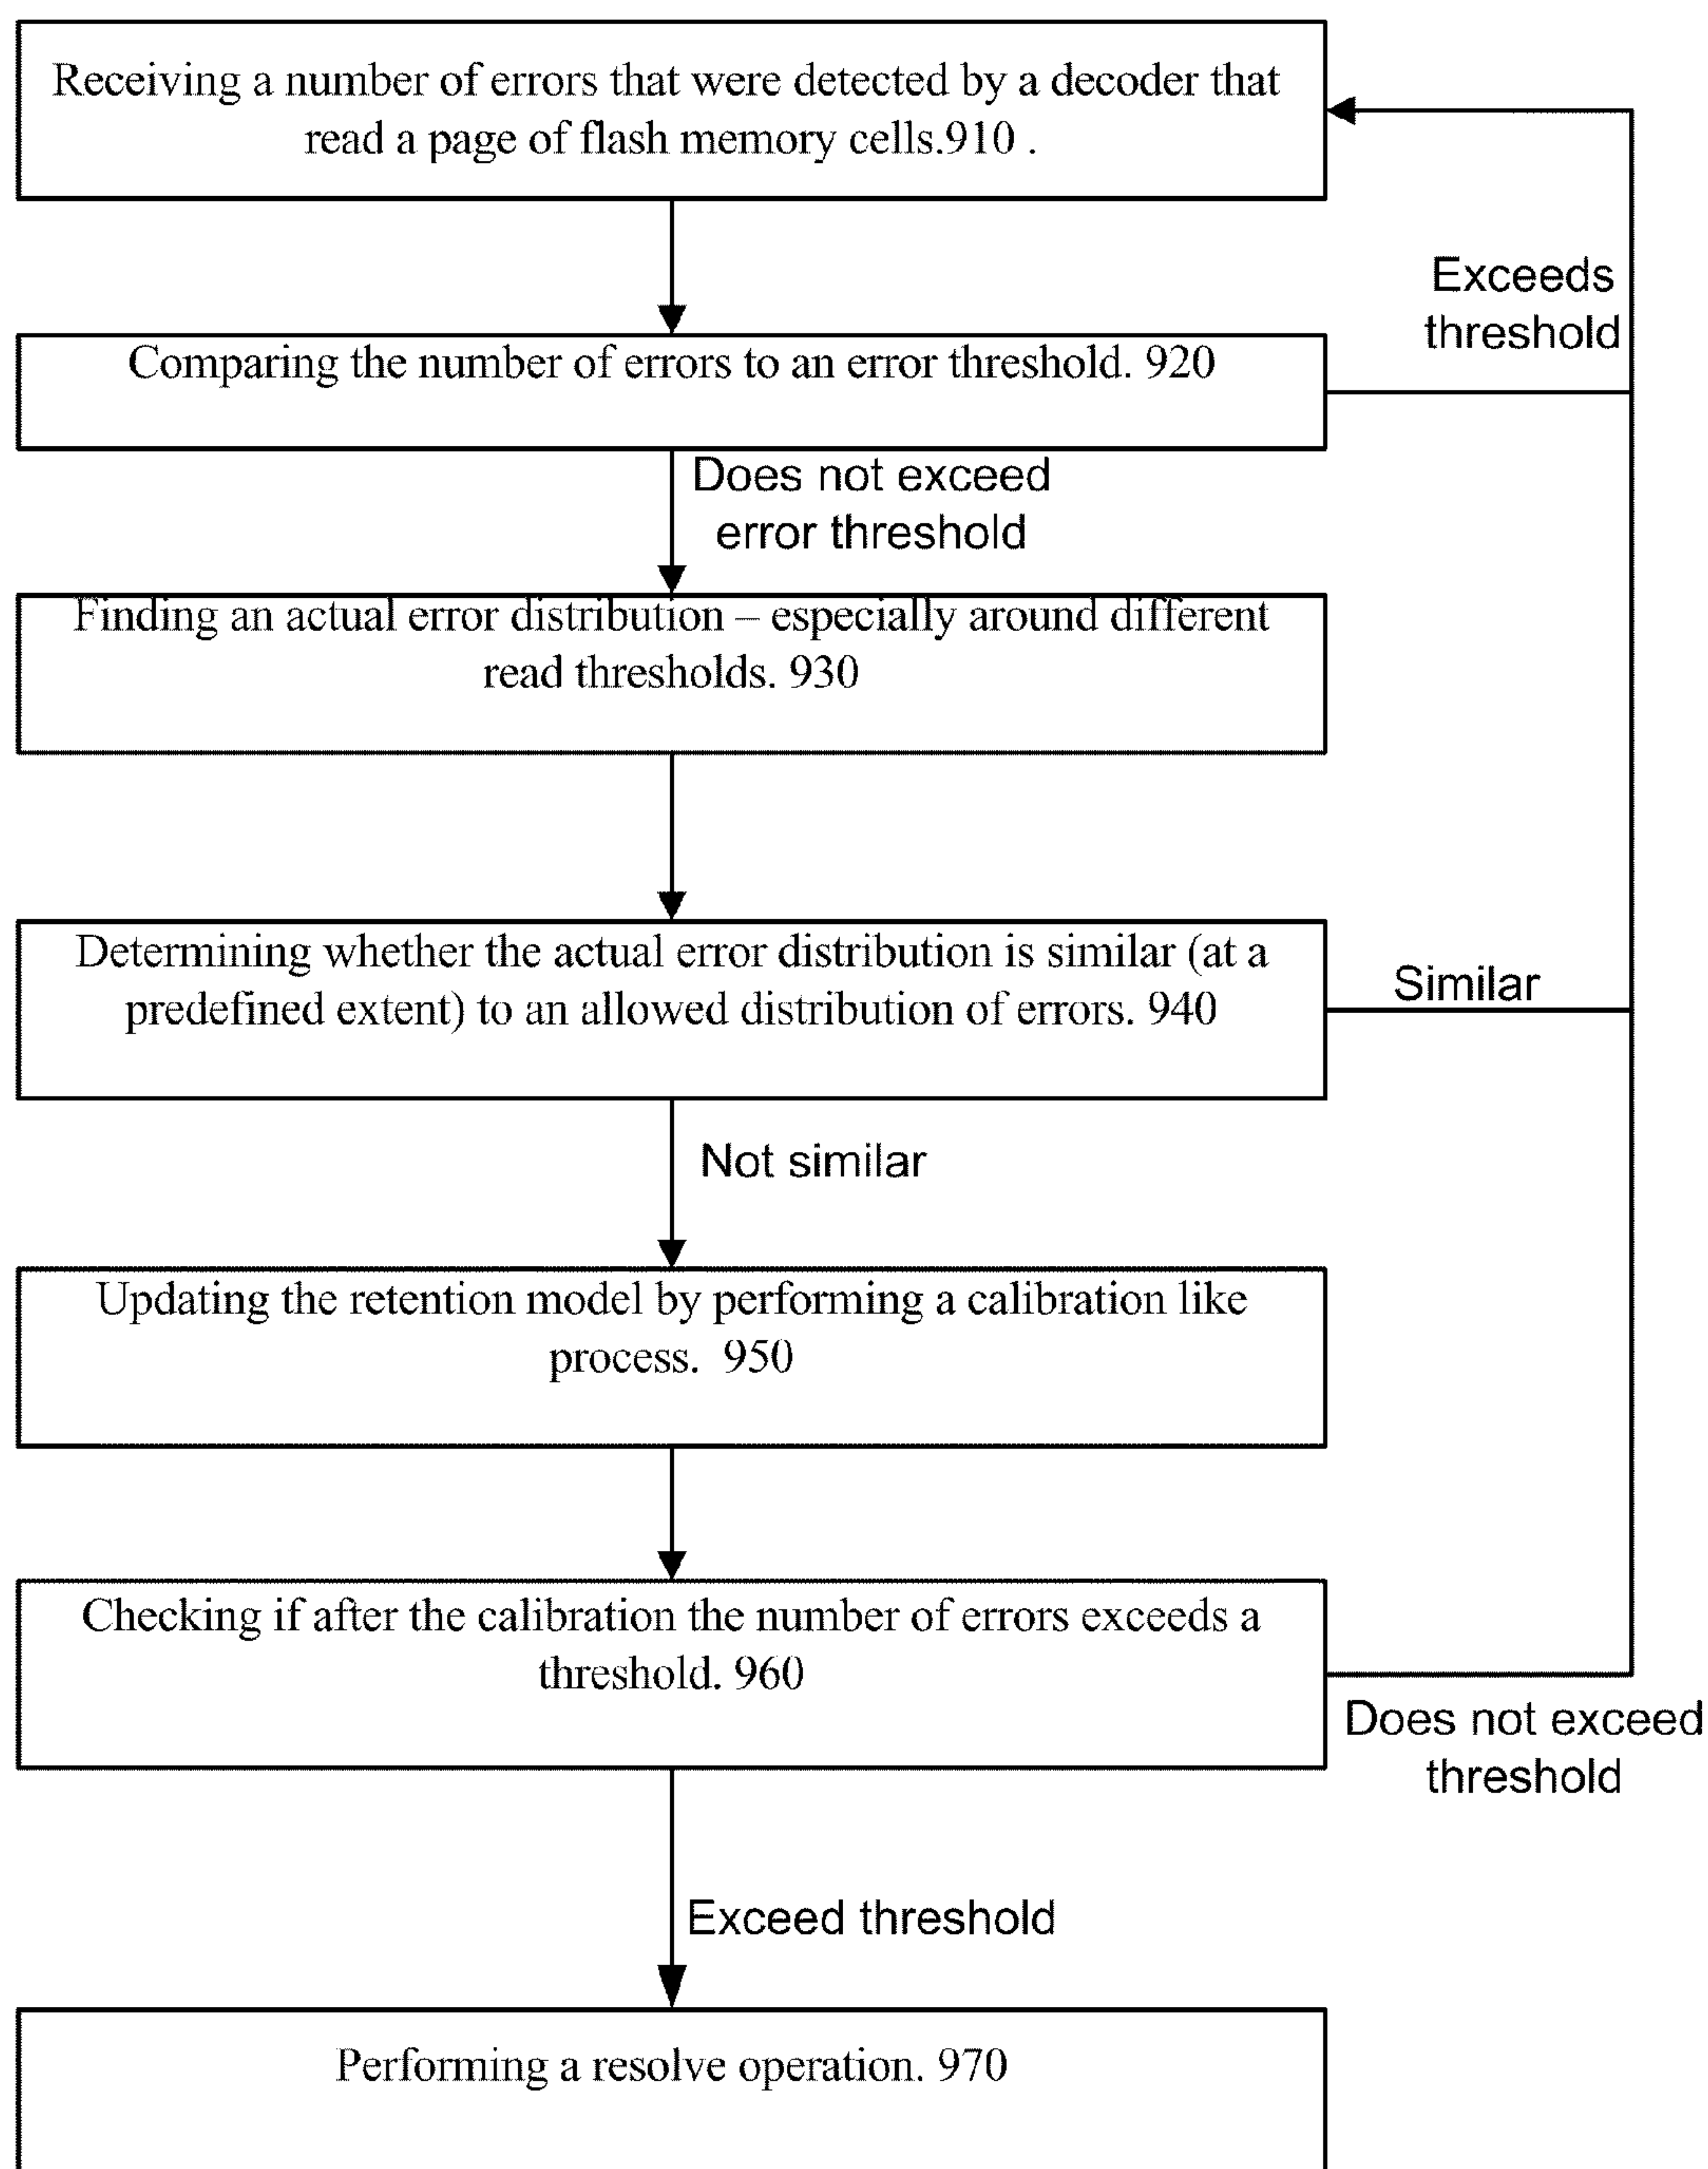 Receiving a number of errors that were detected by a decoder that
read a page of flash memory cells.910 .
Exceeds
threshold
Comparing the number of errors to an error threshold. 920
Does not exceed
error threshold
Finding an actual error distribution – especially around different
read thresholds. 930
Determining whether the actual error distribution is similar (at a
predefined extent) to an allowed distribution of errors. 940
Similar
Not similar
Updating the retention model by performing a calibration like
process. 950
Checking if after the calibration the number of errors exceeds a
threshold. 960
Does not exceed
threshold
Exceed threshold
Performing a resolve operation. 970